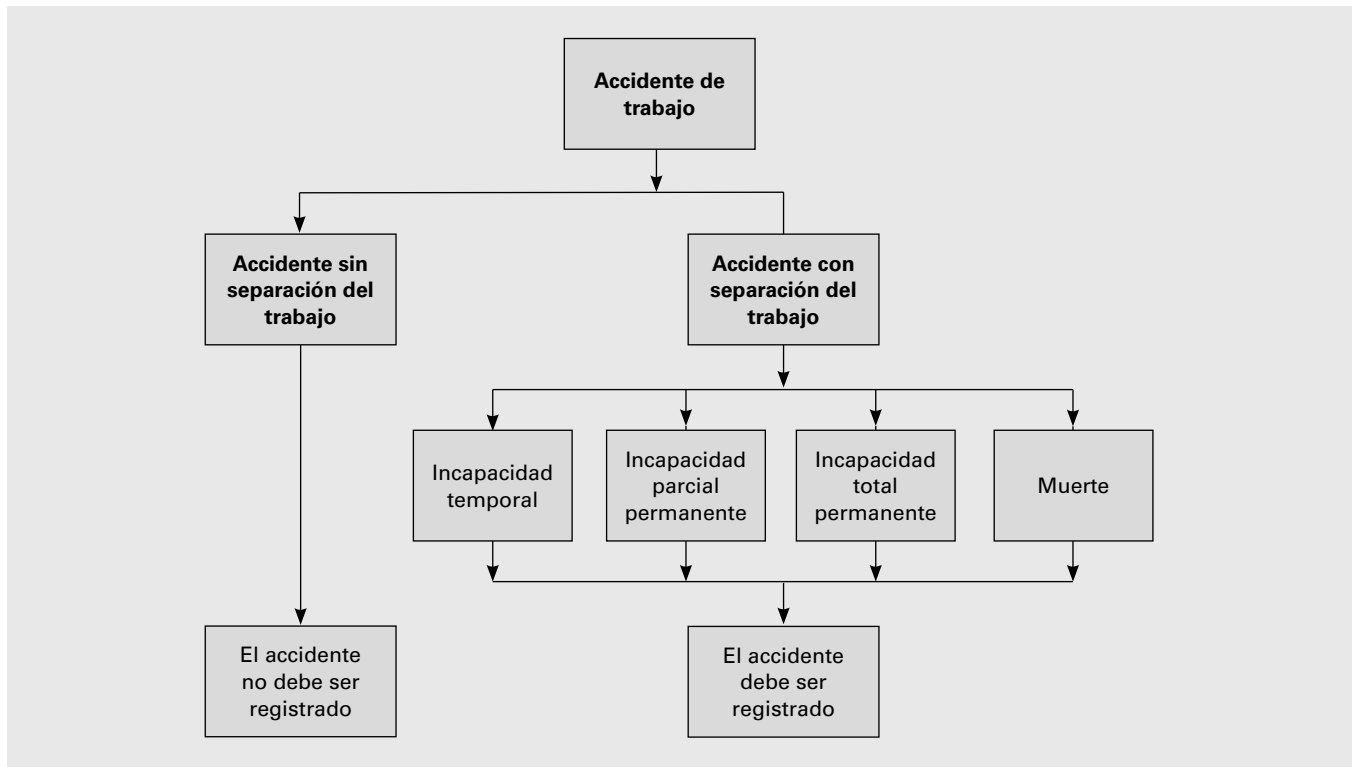 Accidente de
trabajo
Accidente sin
separación del
trabajo
Accidente con
separación del
trabajo
Incapacidad
temporal
Incapacidad
parcial
permanente
Incapacidad
total
permanente
Muerte
El accidente
no debe ser
registrado
El accidente
debe ser
registrado